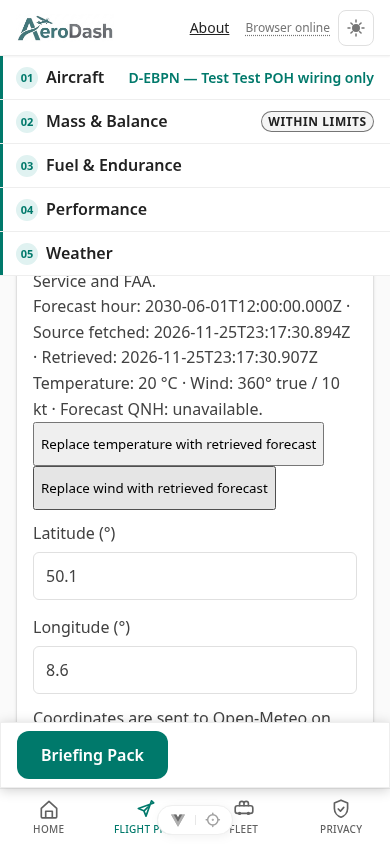 AeroDash
About
Browser online
01 Aircraft D-EBPN — Test Test POH wiring only
02 Mass & Balance WITHIN LIMITS
03 Fuel & Endurance
04 Performance
05 Weather
Service and FAA.
Forecast hour: 2030-06-01T12:00:00.000Z ·
Source fetched: 2026-11-25T23:17:30.894Z
· Retrieved: 2026-11-25T23:17:30.907Z
Temperature: 20 °C · Wind: 360° true / 10
kt · Forecast QNH: unavailable.
Replace temperature with retrieved forecast
Replace wind with retrieved forecast
Latitude (°)
50.1
Longitude (°)
8.6
Coordinates are sent to Open-Meteo on
Briefing Pack
HOME
FLIGHT
FLEET
PRIVACY